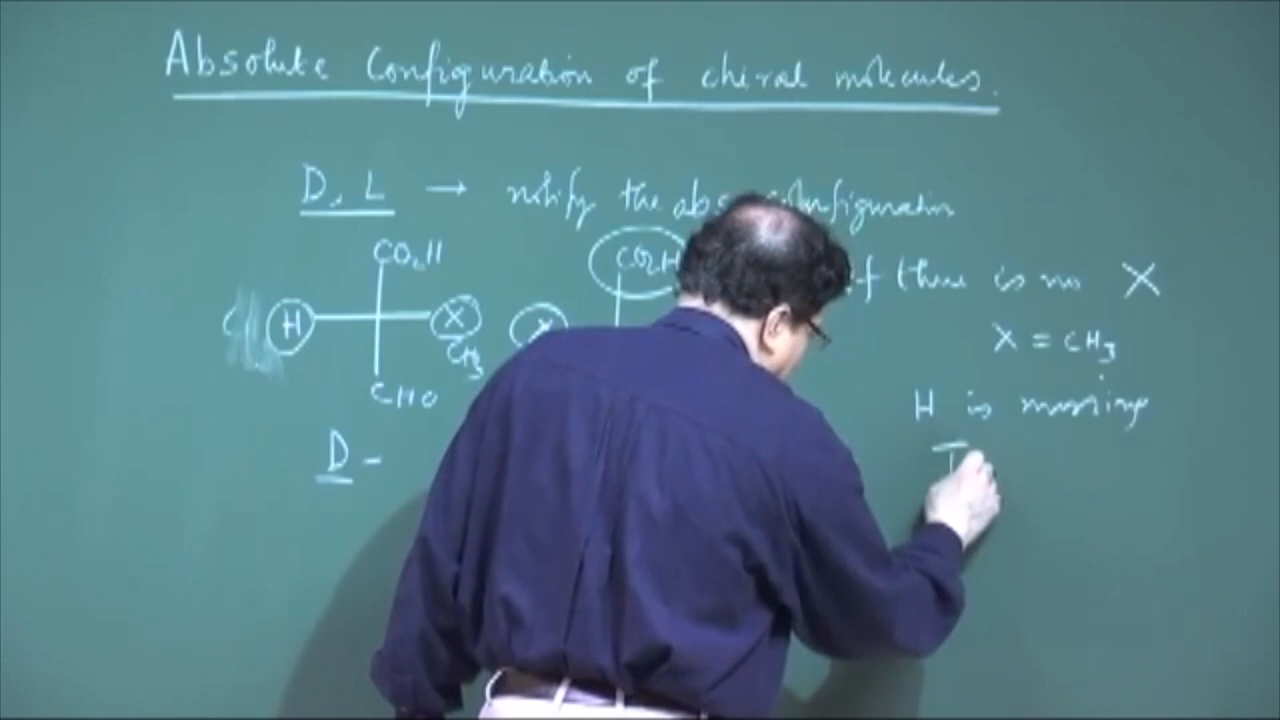 Absolute Configuration of chiral molecules.
D, L → notify the abs configuration
CO2H
H X
CH3
CHO
D -
CO2H
X
if there is no X
X ≡ CH3
H is missing
T